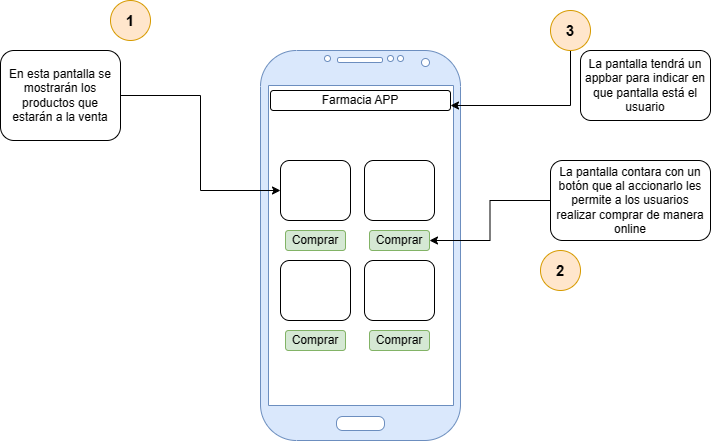 1
En esta pantalla se
mostrarán los
productos que
estarán a la venta
3
La pantalla tendrá un
appbar para indicar en
que pantalla está el
usuario
Farmacia APP
La pantalla contara con un
botón que al accionarlo les
permite a los usuarios
realizar comprar de manera
online
2
Comprar
Comprar
Comprar
Comprar